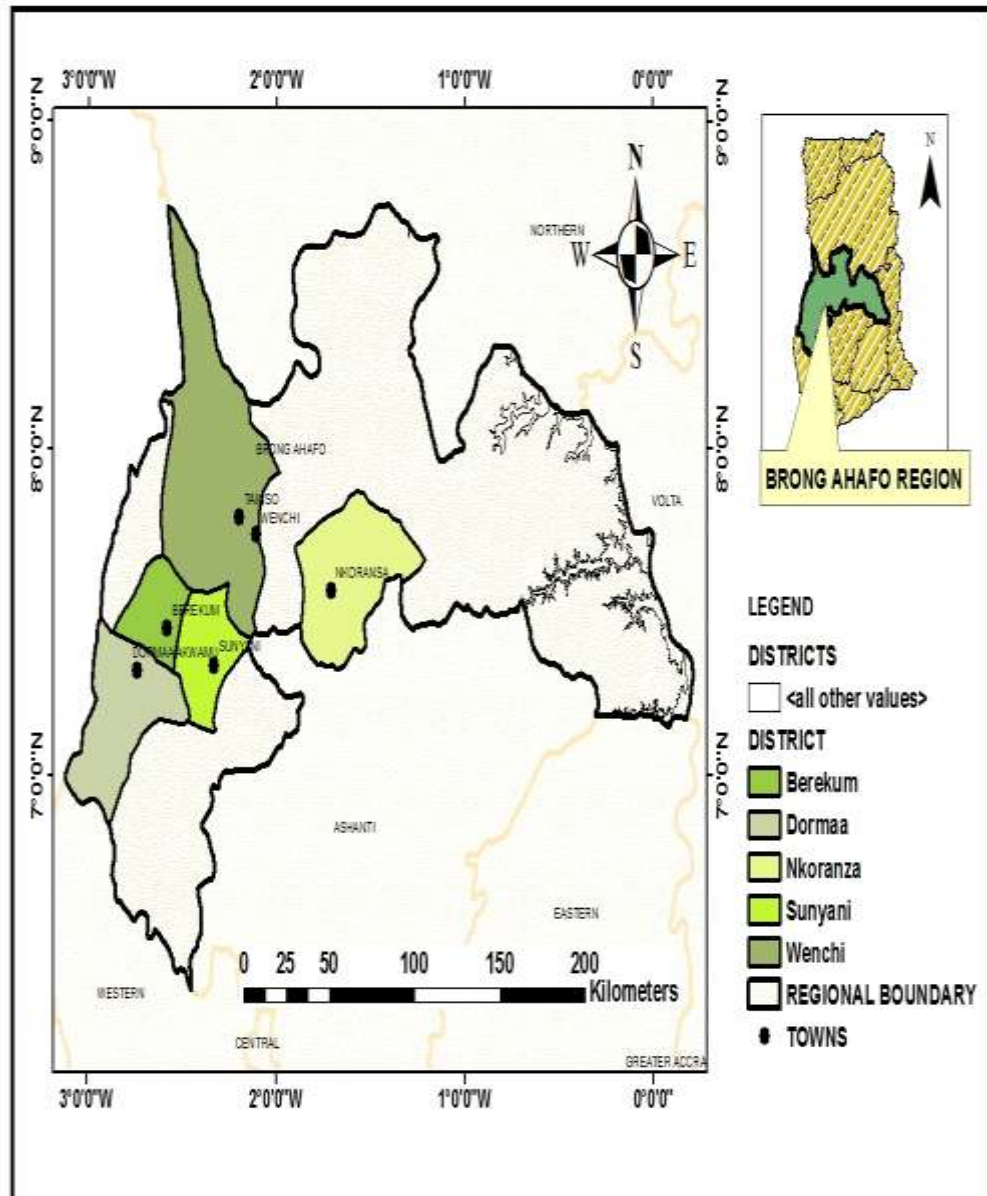 3°0'0"W 2°0'0"W 1°0'0"W 0°0'0"
9°0'0"N 9°0'0"N
N
N
NORTHERN
W E
S
8°0'0"N 8°0'0"N
BRONG AHAFO
BRONG AHAFO REGION
VOLTA
WENCHI
NKORANSA
LEGEND
BEREKUM
SUNYANI
DISTRICTS
<all other values>
DISTRICT
7°0'0"N 7°0'0"N
Berekum
Dormaa
ASHANTI
Nkoranza
Sunyani
EASTERN
Wenchi
0 25 50 100 150 200
Kilometers
WESTERN
REGIONAL BOUNDARY
TOWNS
CENTRAL
GREATER ACCRA
3°0'0"W 2°0'0"W 1°0'0"W 0°0'0"